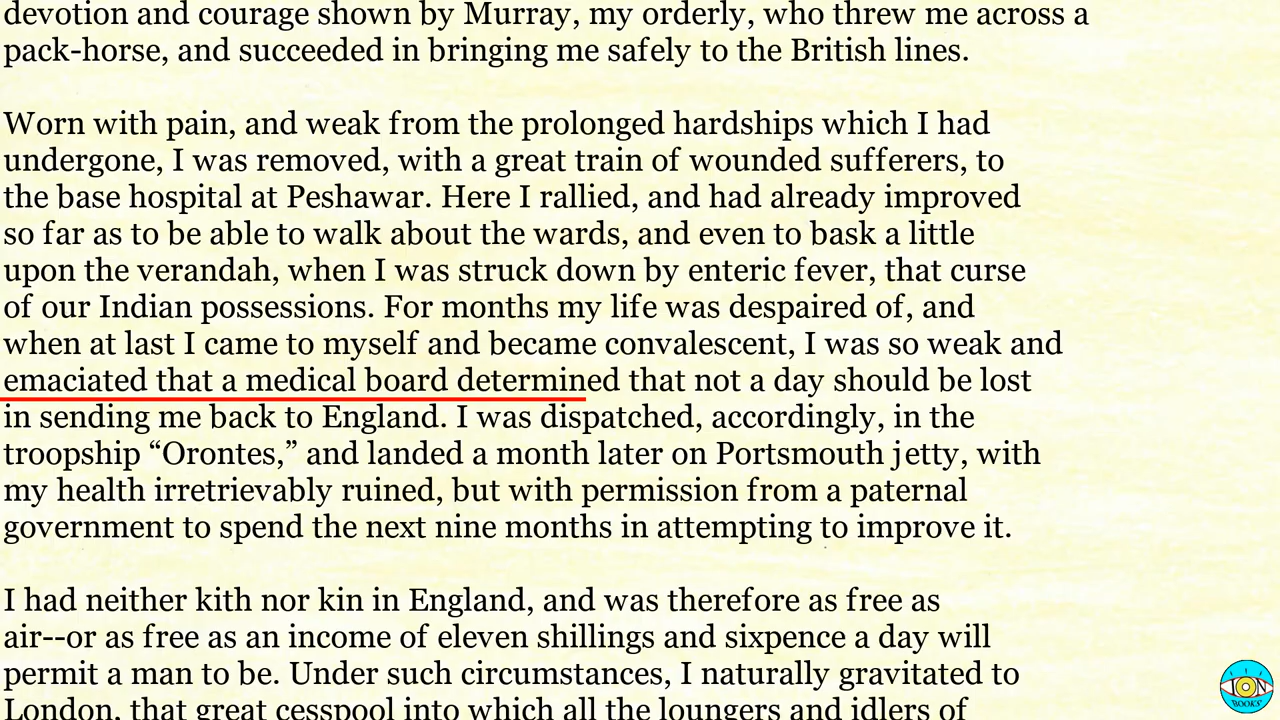 devotion and courage shown by Murray, my orderly, who threw me across a
pack-horse, and succeeded in bringing me safely to the British lines.
Worn with pain, and weak from the prolonged hardships which I had
undergone, I was removed, with a great train of wounded sufferers, to
the base hospital at Peshawar. Here I rallied, and had already improved
so far as to be able to walk about the wards, and even to bask a little
upon the verandah, when I was struck down by enteric fever, that curse
of our Indian possessions. For months my life was despaired of, and
when at last I came to myself and became convalescent, I was so weak and
emaciated that a medical board determined that not a day should be lost
in sending me back to England. I was dispatched, accordingly, in the
troopship “Orontes,” and landed a month later on Portsmouth jetty, with
my health irretrievably ruined, but with permission from a paternal
government to spend the next nine months in attempting to improve it.
I had neither kith nor kin in England, and was therefore as free as
air--or as free as an income of eleven shillings and sixpence a day will
permit a man to be. Under such circumstances, I naturally gravitated to
London, that great cesspool into which all the loungers and idlers of
ION
BOOKS